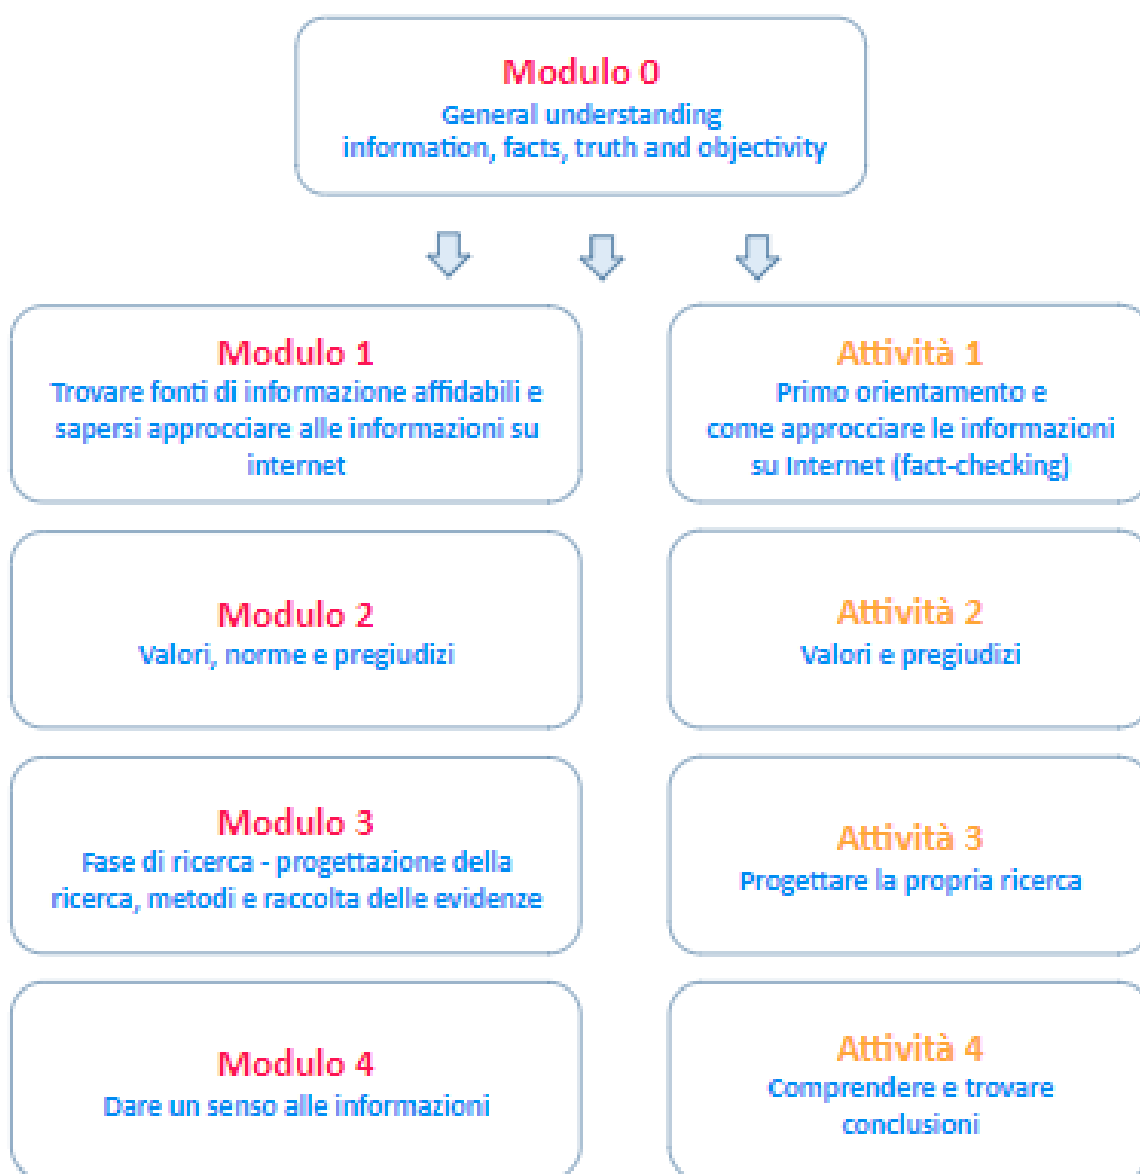 Modulo 0
General understanding
information, facts, truth and objectivity
Modulo 1
Trovare fonti di informazione affidabili e
sapersi approcciare alle informazioni su
internet
Attività 1
Primo orientamento e
come approcciare le informazioni
su Internet (fact-checking)
Modulo 2
Valori, norme e pregiudizi
Attività 2
Valori e pregiudizi
Modulo 3
Fase di ricerca - progettazione della
ricerca, metodi e raccolta delle evidenze
Attività 3
Progettare la propria ricerca
Modulo 4
Dare un senso alle informazioni
Attività 4
Comprendere e trovare
conclusioni